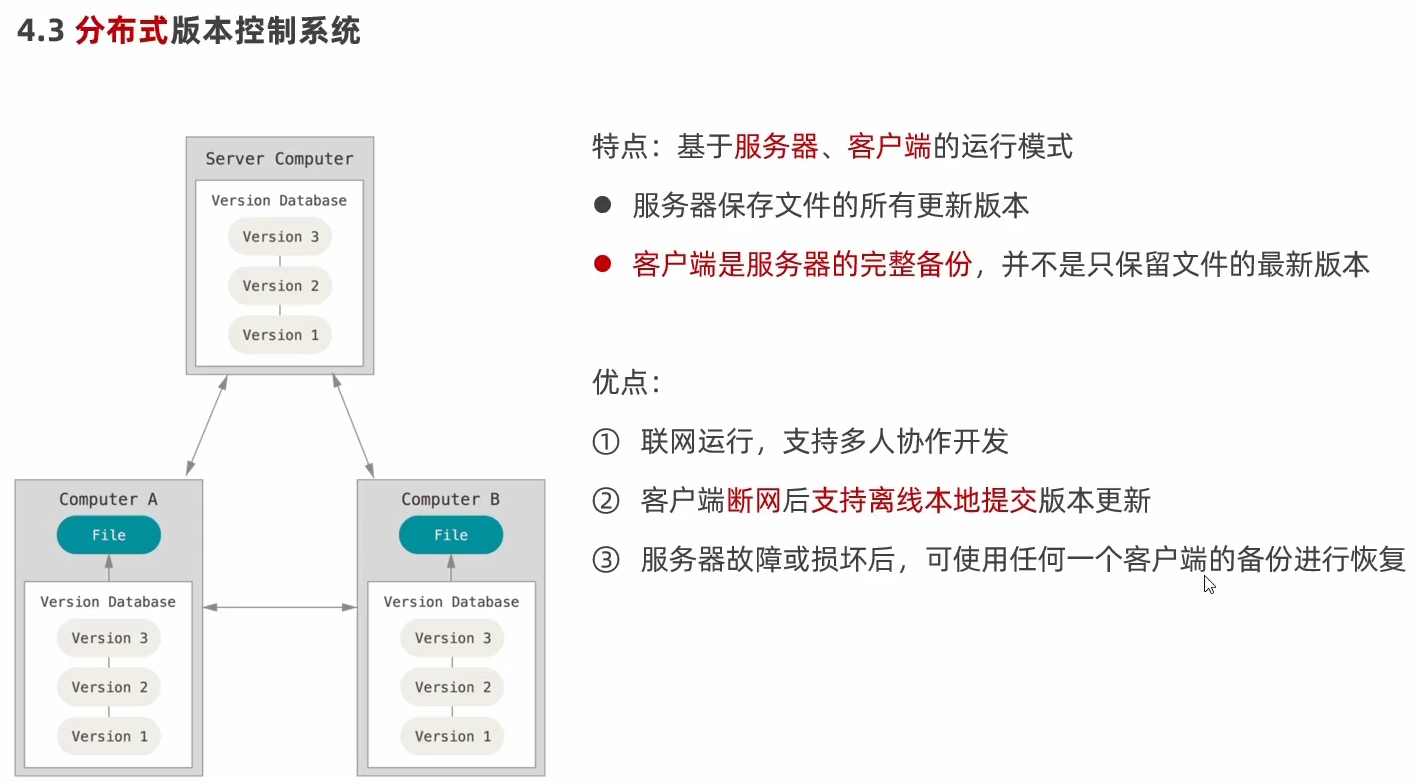 4.3 分布式版本控制系统
Server Computer
Version Database
Version 3
Version 2
Version 1
Computer A
File
Version Database
Version 3
Version 2
Version 1
Computer B
File
Version Database
Version 3
Version 2
Version 1
特点：基于服务器、客户端的运行模式
● 服务器保存文件的所有更新版本
● 客户端是服务器的完整备份，并不是只保留文件的最新版本
优点：
① 联网运行，支持多人协作开发
② 客户端断网后支持离线本地提交版本更新
③ 服务器故障或损坏后，可使用任何一个客户端的备份进行恢复